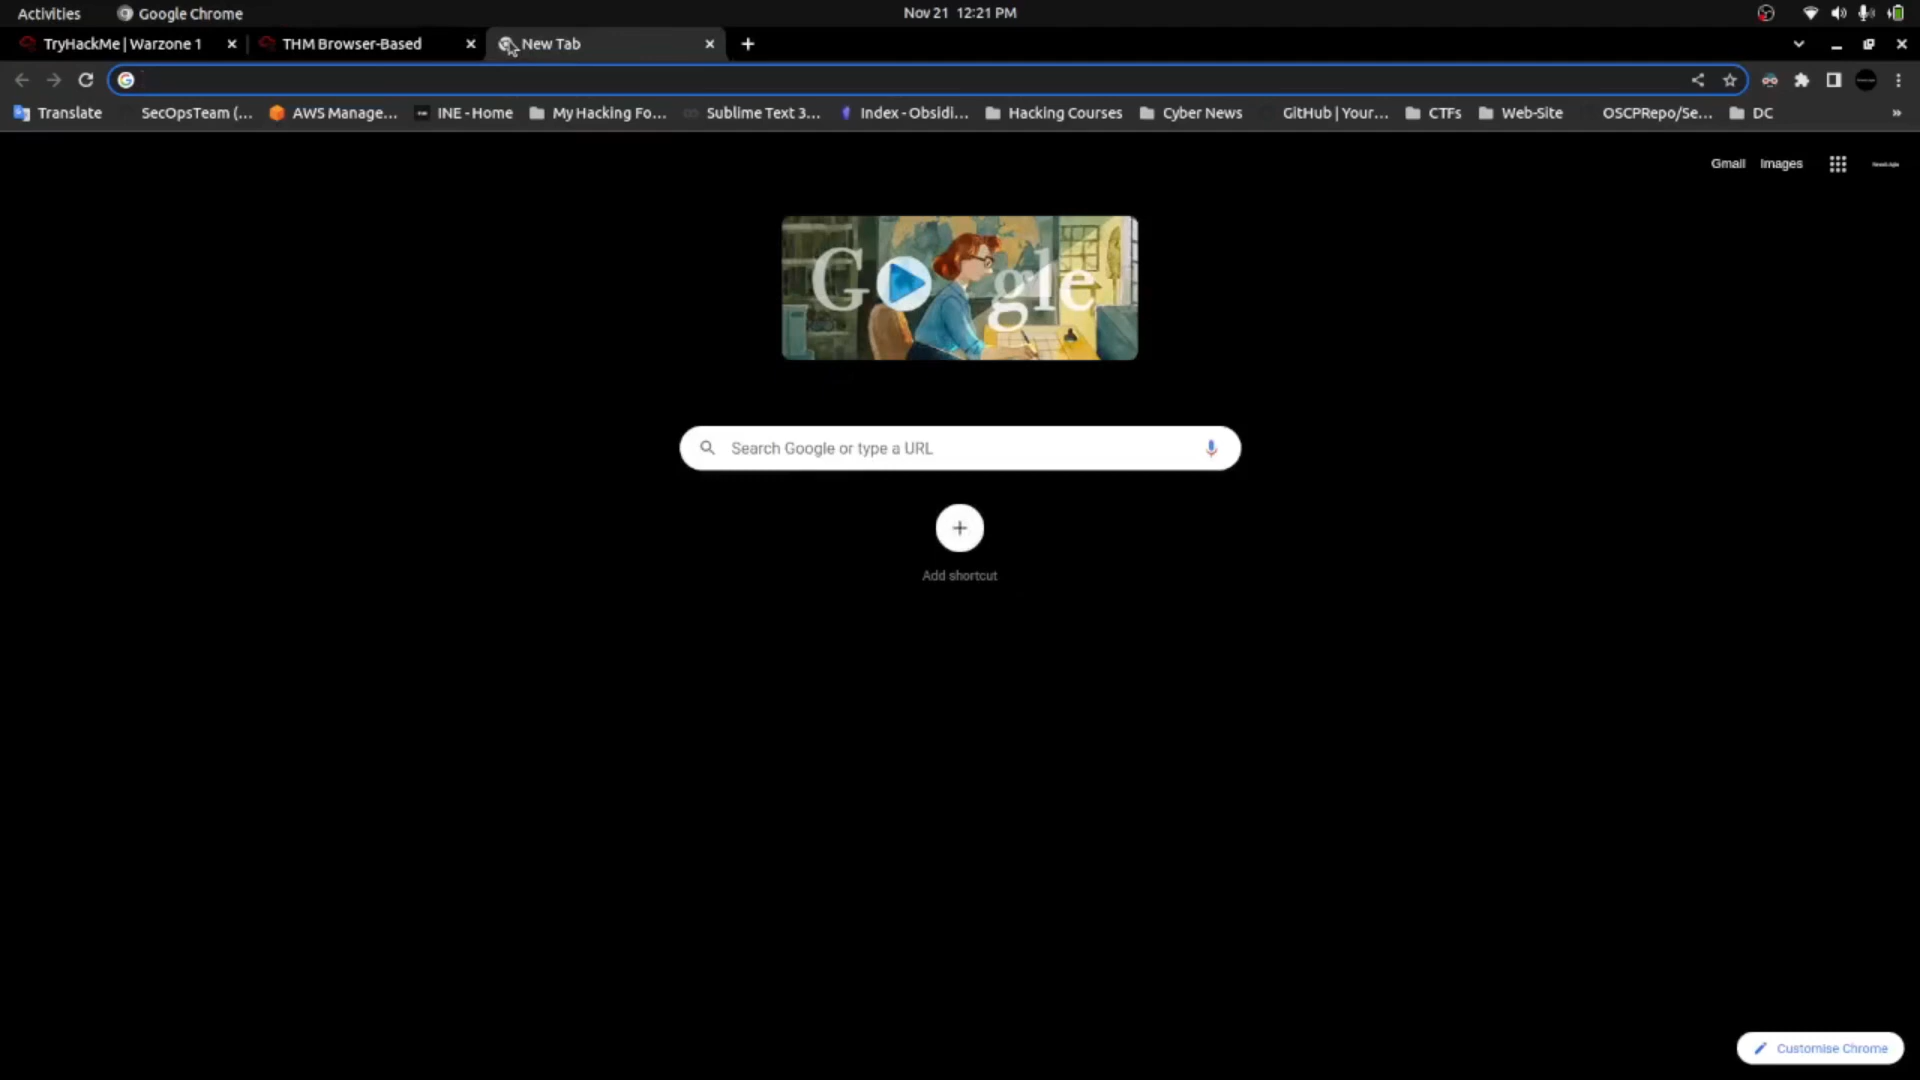 Activities Google Chrome Nov 21 12:21 PM
TryHackMe | Warzone 1 THM Browser-Based New Tab
Translate SecOpsTeam (... AWS Manage... INE - Home My Hacking Fo... Sublime Text 3... Index - Obsidi... Hacking Courses Cyber News GitHub | Your... CTFs Web-Site OSCPRepo/Se... DC
Gmail Images
Google
Search Google or type a URL
Add shortcut
Customise Chrome